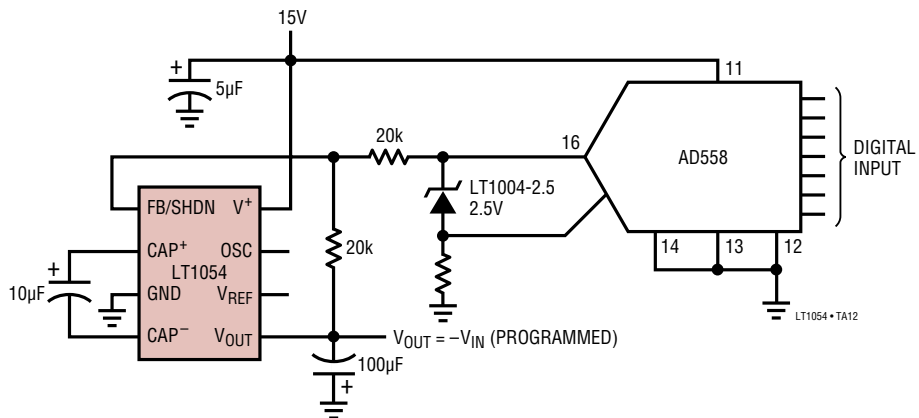 15V
+
5µF
11
20k
16
AD558
DIGITAL
INPUT
LT1004-2.5
2.5V
FB/SHDN V+
CAP+ OSC
LT1054
GND VREF
CAP− VOUT
+
10µF
20k
14 13 12
LT1054 • TA12
VOUT = –VIN (PROGRAMMED)
100µF
+